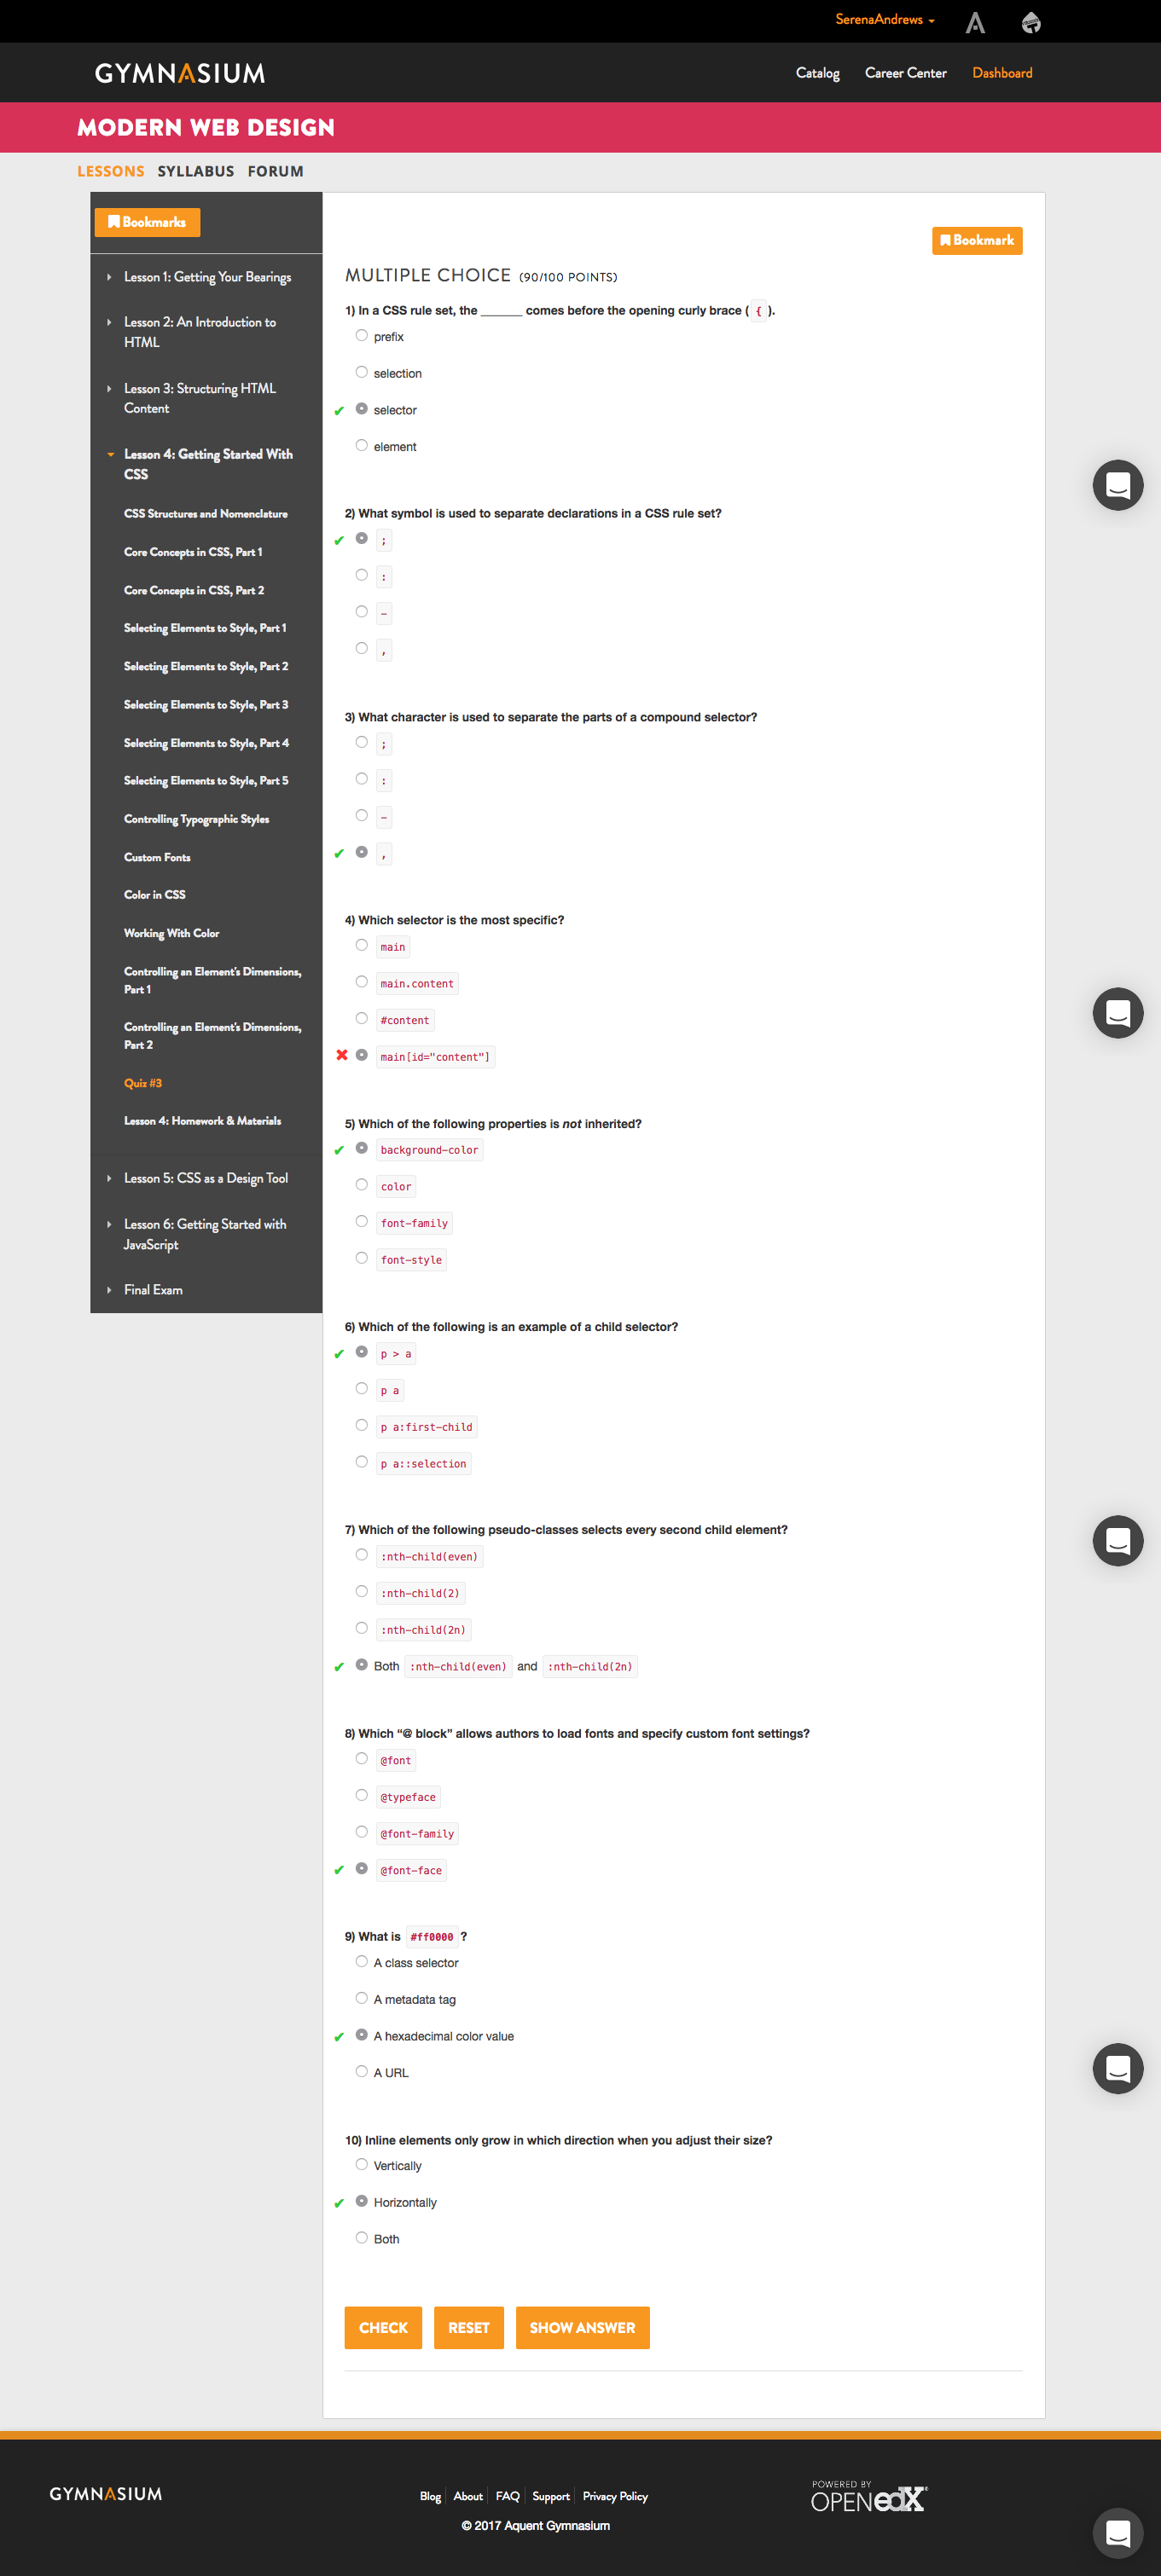 SerenaAndrews
GYMNASIUM
Catalog Career Center Dashboard
MODERN WEB DESIGN
LESSONS SYLLABUS FORUM
Bookmarks
Lesson 1: Getting Your Bearings
Lesson 2: An Introduction to
HTML
Lesson 3: Structuring HTML
Content
Lesson 4: Getting Started With
CSS
CSS Structures and Nomenclature
Core Concepts in CSS, Part 1
Core Concepts in CSS, Part 2
Selecting Elements to Style, Part 1
Selecting Elements to Style, Part 2
Selecting Elements to Style, Part 3
Selecting Elements to Style, Part 4
Selecting Elements to Style, Part 5
Controlling Typographic Styles
Custom Fonts
Color in CSS
Working With Color
Controlling an Element's Dimensions,
Part 1
Controlling an Element's Dimensions,
Part 2
Quiz #3
Lesson 4: Homework & Materials
Lesson 5: CSS as a Design Tool
Lesson 6: Getting Started with
JavaScript
Final Exam
Bookmark
MULTIPLE CHOICE (90/100 POINTS)
1) In a CSS rule set, the ______ comes before the opening curly brace ( { ).
prefix
selection
selector
element
2) What symbol is used to separate declarations in a CSS rule set?
;
:
–
,
3) What character is used to separate the parts of a compound selector?
;
:
–
,
4) Which selector is the most specific?
main
main.content
#content
main[id="content"]
5) Which of the following properties is not inherited?
background-color
color
font-family
font-style
6) Which of the following is an example of a child selector?
p > a
p a
p a:first-child
p a::selection
7) Which of the following pseudo-classes selects every second child element?
:nth-child(even)
:nth-child(2)
:nth-child(2n)
Both :nth-child(even) and :nth-child(2n)
8) Which “@ block” allows authors to load fonts and specify custom font settings?
@font
@typeface
@font-family
@font-face
9) What is #ff0000 ?
A class selector
A metadata tag
A hexadecimal color value
A URL
10) Inline elements only grow in which direction when you adjust their size?
Vertically
Horizontally
Both
CHECK RESET SHOW ANSWER
GYMNASIUM
Blog About FAQ Support Privacy Policy
© 2017 Aquent Gymnasium
POWERED BY
OPEN edX